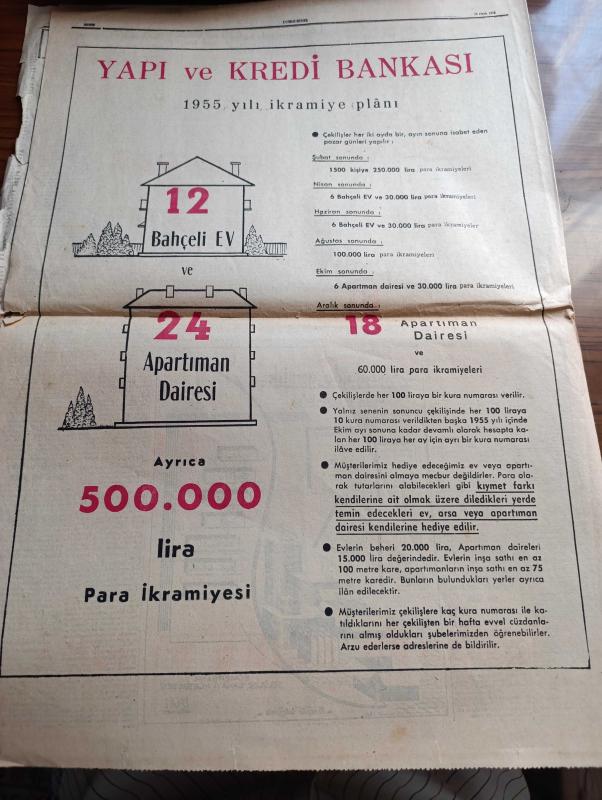 CUMHURİYET
YAPI ve KREDİ BANKASI
1955 yılı ikramiye plânı
12
Bahçeli EV
ve
24
Apartıman
Dairesi
Ayrıca
500.000
lira
Para İkramiyesi
● Çekilişler her iki ayda bir, ayın sonuna isabet eden
pazar günleri yapılır :
Şubat sonunda :
1500 kişiye 250.000 lira para ikramiyeleri
Nisan sonunda :
6 Bahçeli EV ve 30.000 lira para ikramiyeleri
Haziran sonunda :
6 Bahçeli EV ve 30.000 lira para ikramiyeler
Ağustos sonunda :
100.000 lira para ikramiyeleri
Ekim sonunda :
6 Apartman dairesi ve 30.000 lira para ikramiyeleri
Aralık sonunda :
18 Apartıman
Dairesi
ve
60.000 lira para ikramiyeleri
● Çekilişlerde her 100 liraya bir kura numarası verilir.
● Yalnız senenin sonuncu çekilişinde her 100 liraya
10 kura numarası verildikten başka 1955 yılı içinde
Ekim ayı sonuna kadar devamlı olarak hesapta ka-
lan her 100 liraya her ay için ayrı bir kura numarası
ilâve edilir.
● Müşterilerimiz hediye edeceğimiz ev veya apartı-
man dairesini almaya mecbur değildirler. Para ola-
rak tutarlarını alabilecekleri gibi kıymet farkı
kendilerine ait olmak üzere diledikleri yerde
temin edecekleri ev, arsa veya apartıman
dairesi kendilerine hediye edilir.
● Evlerin beheri 20.000 lira, Apartıman daireleri
15.000 lira değerindedir. Evlerin inşa sathı en az
100 metre kare, apartımanların inşa sathı en az 75
metre karedir. Bunların bulundukları yerler ayrıca
ilân edilecektir.
● Müşterilerimiz çekilişlere kaç kura numarası ile ka-
tıldıklarını her çekilişten bir hafta evvel cüzdanla-
rını almış oldukları şubelerimizden öğrenebilirler.
Arzu ederlerse adreslerine de bildirilir.